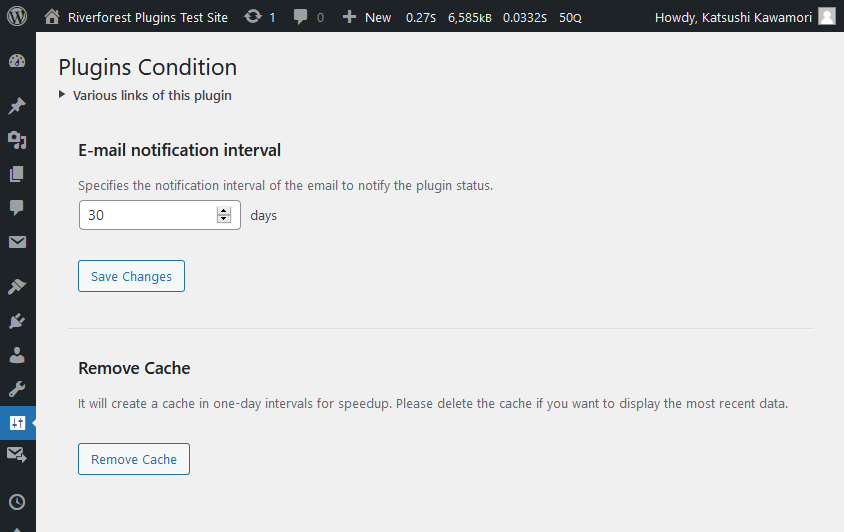 Riverforest Plugins Test Site 1 0 New 0.27s 6,585kB 0.0332s 50Q Howdy, Katsushi Kawamori
Plugins Condition
Various links of this plugin
E-mail notification interval
Specifies the notification interval of the email to notify the plugin status.
30 days
Save Changes
Remove Cache
It will create a cache in one-day intervals for speedup. Please delete the cache if you want to display the most recent data.
Remove Cache